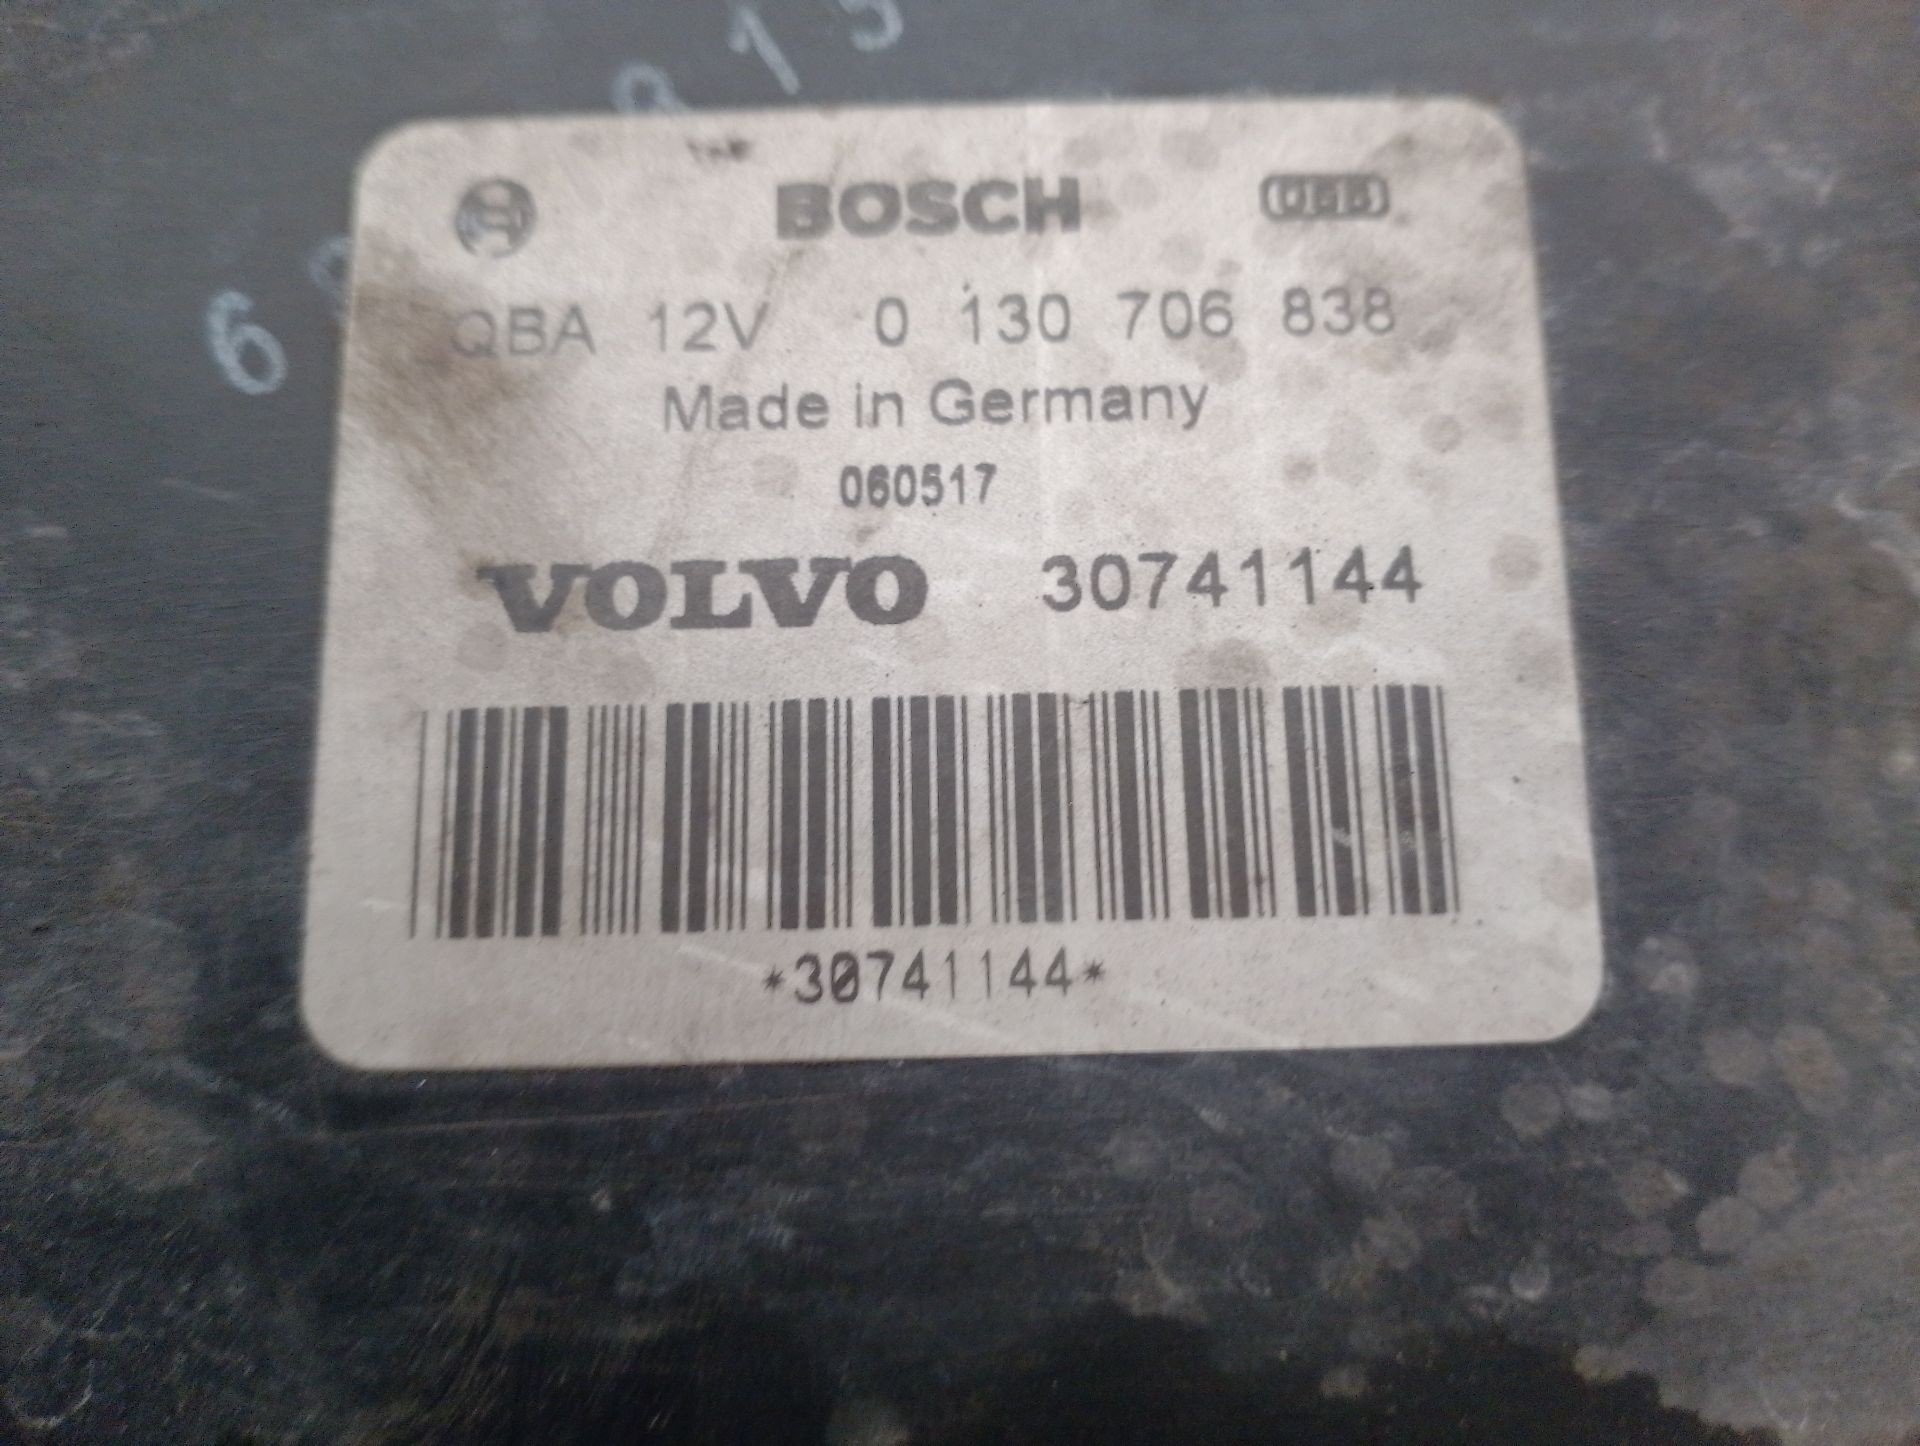 BOSCH
QBA 12V 0 130 706 838
Made in Germany
060517
VOLVO 30741144
*30741144*